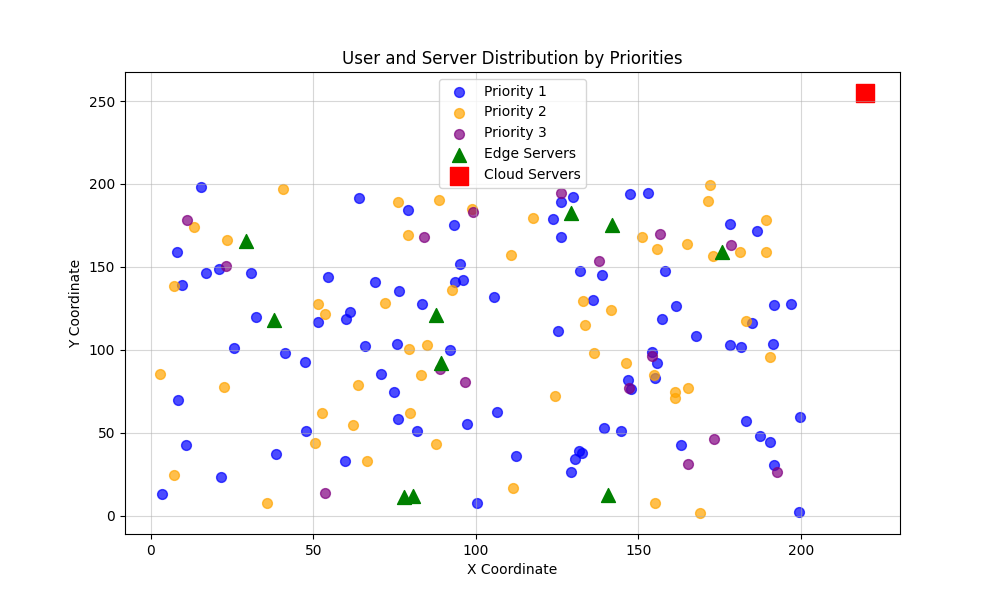 User and Server Distribution by Priorities
Priority 1
Priority 2
Priority 3
Edge Servers
Cloud Servers
Y Coordinate
250
200
150
100
50
0
0 50 100 150 200
X Coordinate